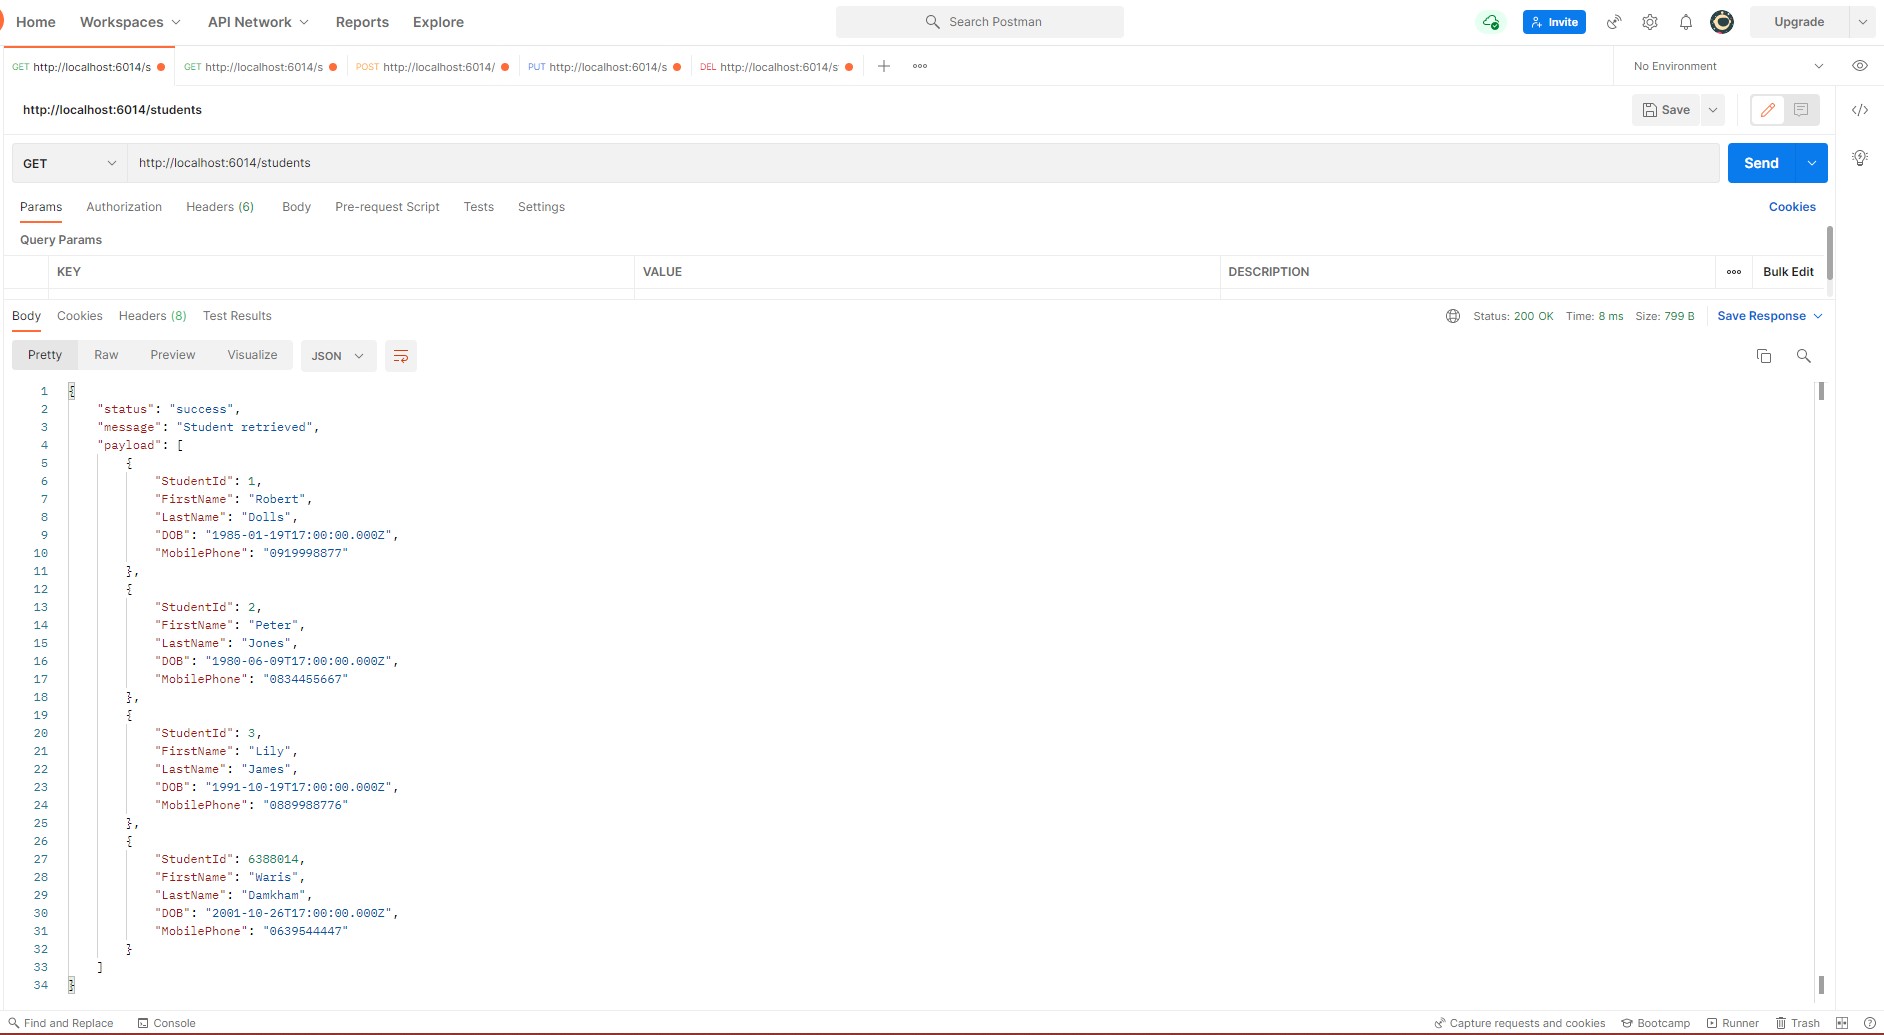 Home Workspaces API Network Reports Explore Search Postman Invite Upgrade
GET http://localhost:6014/s GET http://localhost:6014/s POST http://localhost:6014/ PUT http://localhost:6014/s DEL http://localhost:6014/s No Environment
http://localhost:6014/students Save
GET http://localhost:6014/students Send
Params Authorization Headers (6) Body Pre-request Script Tests Settings Cookies
Query Params
KEY VALUE DESCRIPTION Bulk Edit
Body Cookies Headers (8) Test Results Status: 200 OK Time: 8 ms Size: 799 B Save Response
Pretty Raw Preview Visualize JSON
1 {
2 "status": "success",
3 "message": "Student retrieved",
4 "payload": [
5 {
6 "StudentId": 1,
7 "FirstName": "Robert",
8 "LastName": "Dolls",
9 "DOB": "1985-01-19T17:00:00.000Z",
10 "MobilePhone": "0919998877"
11 },
12 {
13 "StudentId": 2,
14 "FirstName": "Peter",
15 "LastName": "Jones",
16 "DOB": "1980-06-09T17:00:00.000Z",
17 "MobilePhone": "0834455667"
18 },
19 {
20 "StudentId": 3,
21 "FirstName": "Lily",
22 "LastName": "James",
23 "DOB": "1991-10-19T17:00:00.000Z",
24 "MobilePhone": "0889988776"
25 },
26 {
27 "StudentId": 6388014,
28 "FirstName": "Waris",
29 "LastName": "Damkham",
30 "DOB": "2001-10-26T17:00:00.000Z",
31 "MobilePhone": "0639544447"
32 }
33 ]
34 }
Find and Replace Console Capture requests and cookies Bootcamp Runner Trash